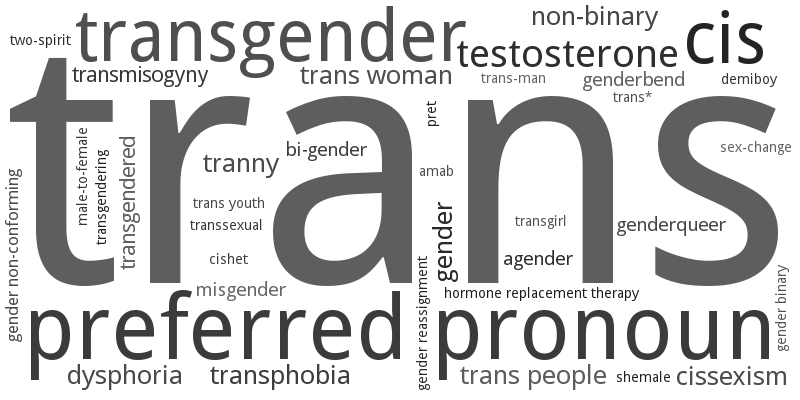 two-spirit
transgender
non-binary
cis
testosterone
transmisogyny
trans woman
trans-man
genderbend
demiboy
trans*
trans
pret
male-to-female
transgendering
transgendered
bi-gender
tranny
sex-change
amab
gender non-conforming
trans youth
transsexual
gender
transgirl
genderqueer
cishet
agender
misgender
gender reassignment
hormone replacement therapy
gender binary
preferred pronoun
dysphoria
transphobia
trans people
shemale
cissexism